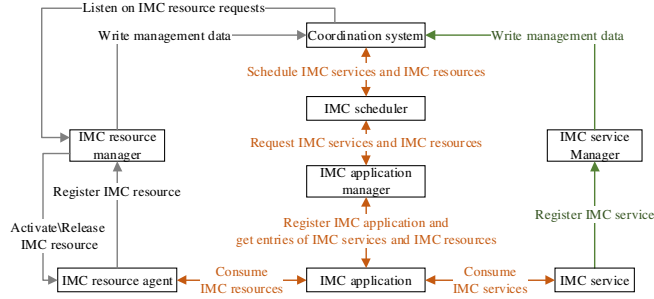 Listen on IMC resource requests
Write management data
Coordination system
Write management data
Schedule IMC services and IMC resources
IMC scheduler
IMC resource
manager
Request IMC services and IMC resources
IMC service
Manager
IMC application
manager
Register IMC resource
Register IMC application and
get entries of IMC services and IMC resources
Register IMC service
Activate\Release
IMC resource
IMC resource agent
Consume
IMC resources
IMC application
Consume
IMC services
IMC service